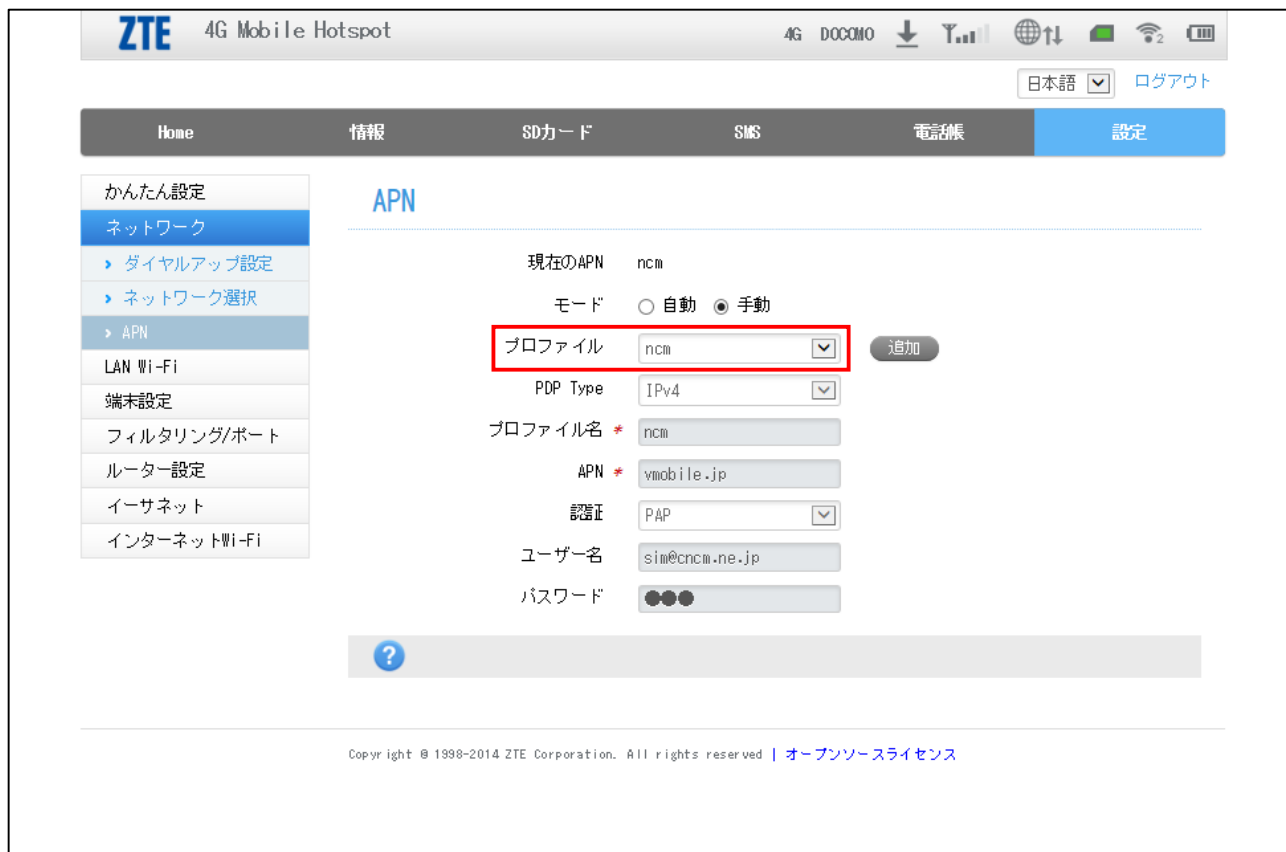 ZTE 4G Mobile Hotspot 4G DOCOMO 2
日本語 ログアウト
Home 情報 SDカード SMS 電話帳 設定
かんたん設定
ネットワーク
ダイヤルアップ設定
ネットワーク選択
APN
LAN Wi-Fi
端末設定
フィルタリング/ポート
ルーター設定
イーサネット
インターネットWi-Fi
APN
現在のAPN ncm
モード 自動 手動
プロファイル ncm 追加
PDP Type IPv4
プロファイル名 * ncm
APN * vmobile.jp
認証 PAP
ユーザー名 sim@cncm.ne.jp
パスワード ●●●
?
Copyright @ 1998-2014 ZTE Corporation. All rights reserved | オープンソースライセンス